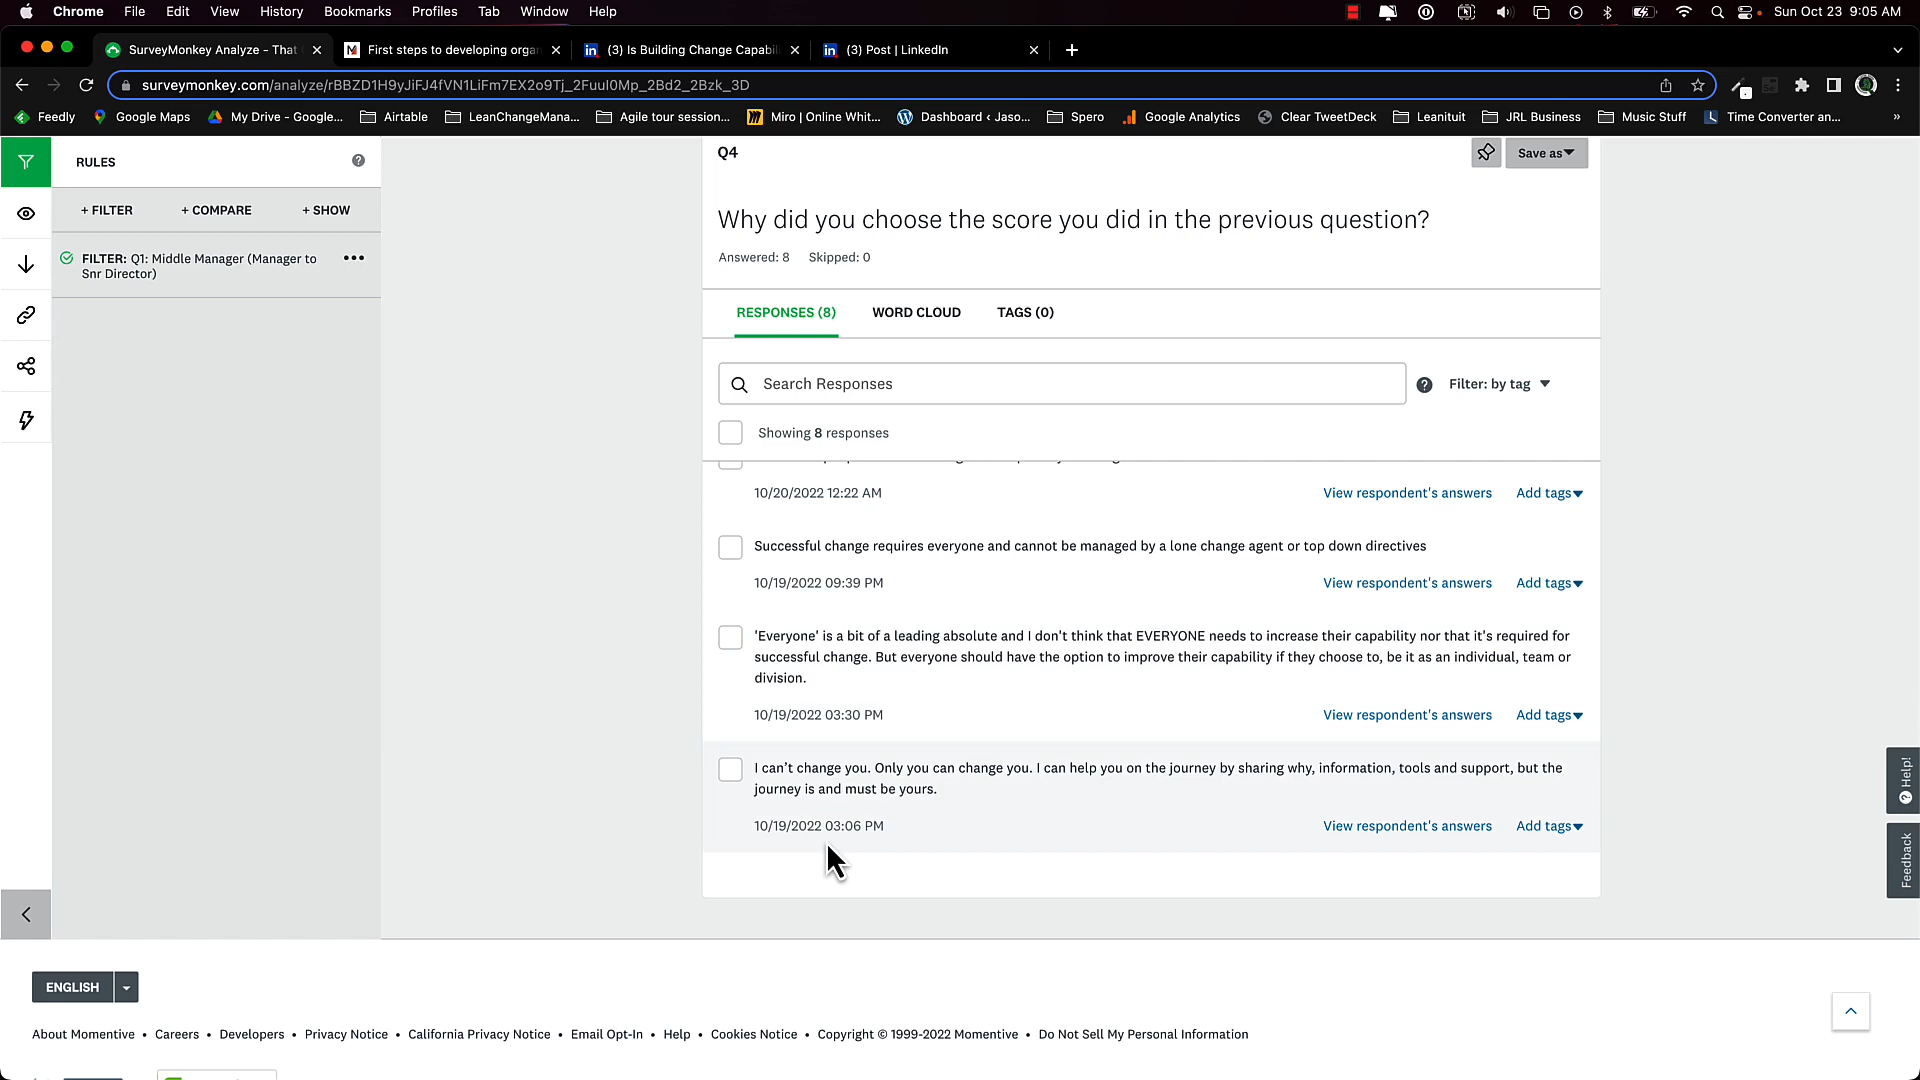 Chrome File Edit View History Bookmarks Profiles Tab Window Help Sun Oct 23 9:05 AM
SurveyMonkey Analyze - That First steps to developing orga (3) Is Building Change Capabil (3) Post | LinkedIn
surveymonkey.com/analyze/rBBZD1H9yJiFJ4fVN1LiFm7EX2o9Tj_2FuuI0Mp_2Bd2_2Bzk_3D
Feedly Google Maps My Drive - Google... Airtable LeanChangeMana... Agile tour session... Miro | Online Whit... Dashboard ‹ Jaso... Spero Google Analytics Clear TweetDeck Leanituit JRL Business Music Stuff Time Converter an... »
RULES
+ FILTER + COMPARE + SHOW
FILTER: Q1: Middle Manager (Manager to
Snr Director)
Q4
Save as
Why did you choose the score you did in the previous question?
Answered: 8 Skipped: 0
RESPONSES (8) WORD CLOUD TAGS (0)
Search Responses
Filter: by tag
Showing 8 responses
10/20/2022 12:22 AM View respondent's answers Add tags
Successful change requires everyone and cannot be managed by a lone change agent or top down directives
10/19/2022 09:39 PM View respondent's answers Add tags
'Everyone' is a bit of a leading absolute and I don't think that EVERYONE needs to increase their capability nor that it's required for
successful change. But everyone should have the option to improve their capability if they choose to, be it as an individual, team or
division.
10/19/2022 03:30 PM View respondent's answers Add tags
I can’t change you. Only you can change you. I can help you on the journey by sharing why, information, tools and support, but the
journey is and must be yours.
10/19/2022 03:06 PM View respondent's answers Add tags
Help!
Feedback
ENGLISH
About Momentive • Careers • Developers • Privacy Notice • California Privacy Notice • Email Opt-In • Help • Cookies Notice • Copyright © 1999-2022 Momentive • Do Not Sell My Personal Information